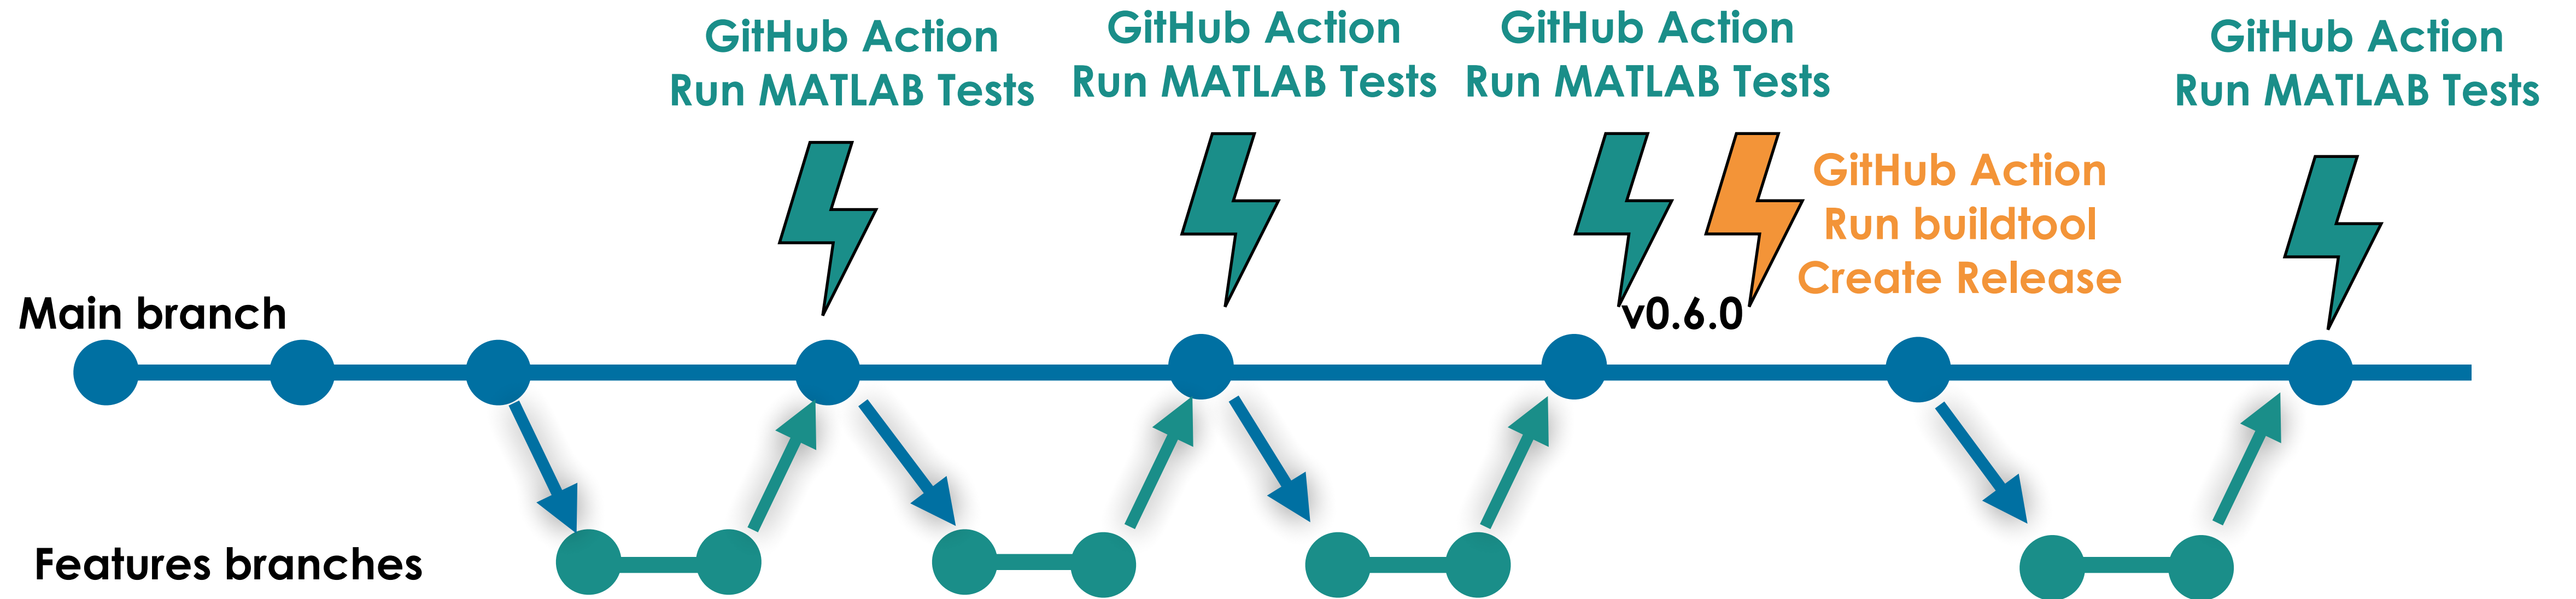 GitHub Action
Run MATLAB Tests
GitHub Action
Run MATLAB Tests
GitHub Action
Run MATLAB Tests
GitHub Action
Run buildtool
Create Release
GitHub Action
Run MATLAB Tests
Main branch
v0.6.0
Features branches